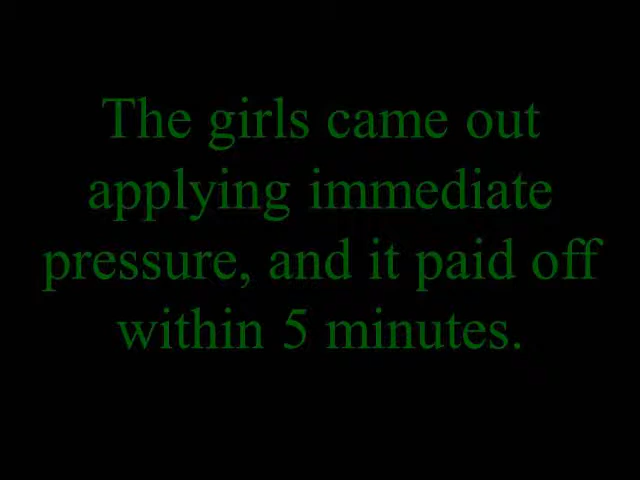 The girls came out
applying immediate
pressure, and it paid off
within 5 minutes.